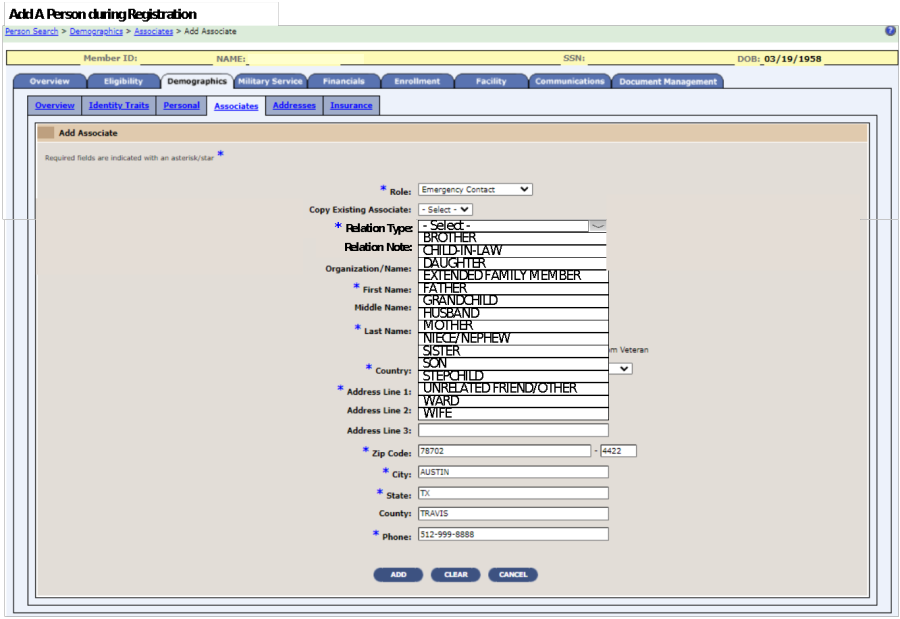 Add A Person during Registration
Person Search > Demographics > Associates > Add Associate
?
Member ID: NAME: SSN: DOB: 03/19/1958
Overview Eligibility Demographics Military Service Financials Enrollment Facility Communications Document Management
Overview Identity Traits Personal Associates Addresses Insurance
Add Associate
Required fields are indicated with an asterisk/star *
* Role: Emergency Contact
Copy Existing Associate: - Select -
* Relation Type: - Select -
BROTHER
Relation Note:
CHILD-IN-LAW
DAUGHTER
Organization/Name:
EXTENDED FAMILY MEMBER
* First Name: FATHER
GRANDCHILD
Middle Name:
HUSBAND
MOTHER
* Last Name:
NIECE/NEPHEW
SISTER
om Veteran
SON
* Country:
STEPCHILD
* Address Line 1: UNRELATED FRIEND/OTHER
WARD
Address Line 2: WIFE
Address Line 3:
* Zip Code: 78702 - 4422
* City: AUSTIN
* State: TX
County: TRAVIS
* Phone: 512-999-8888
ADD CLEAR CANCEL